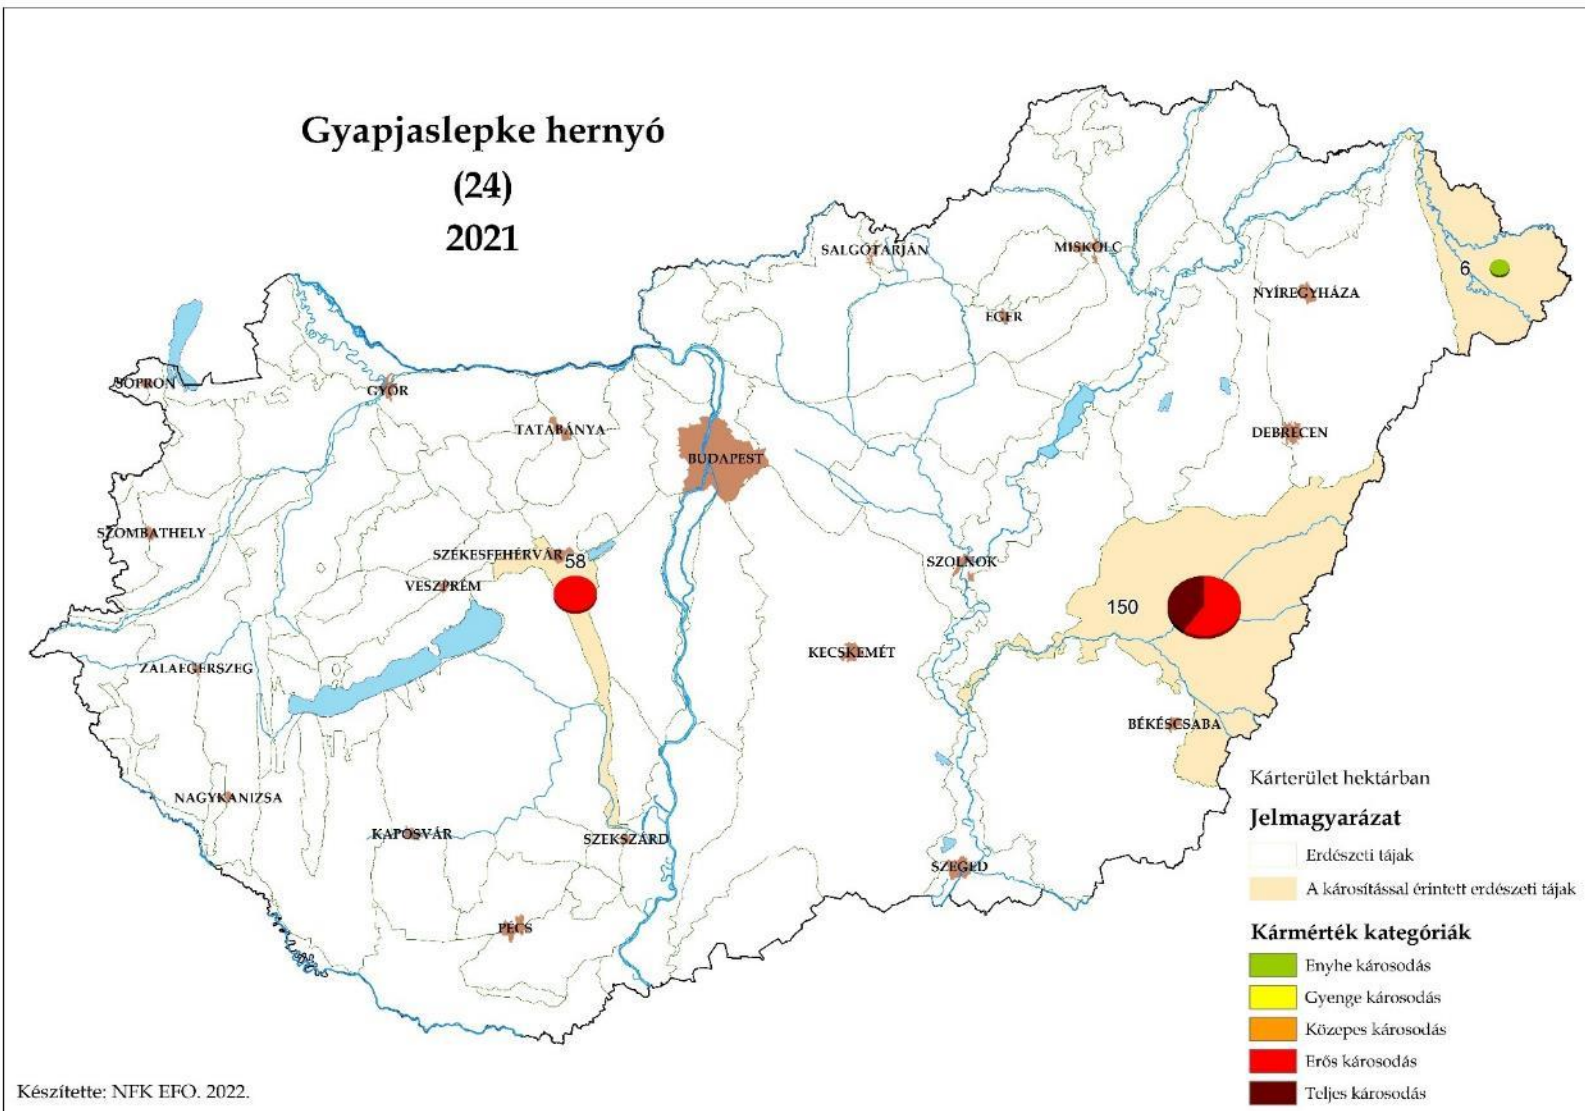 Gyapjaslepke hernyó
(24)
2021
SALGÓTARJÁN
MISKOLC
6
NYÍREGYHÁZA
EGER
SOPRON
GYŐR
TATABÁNYA
DEBRECEN
BUDAPEST
SZOMBATHELY
SZÉKESFEHÉRVÁR
58
SZOLNOK
VESZPRÉM
150
KECSKEMÉT
ZALAEGERSZEG
BÉKÉSCSABA
NAGYKANIZSA
KAPOSVÁR
SZEKSZÁRD
SZEGED
PÉCS
Kárterület hektárban
Jelmagyarázat
Erdészeti tájak
A károsítással érintett erdészeti tájak
Kármérték kategóriák
Enyhe károsodás
Gyenge károsodás
Közepes károsodás
Erős károsodás
Teljes károsodás
Készítette: NFK EFO. 2022.